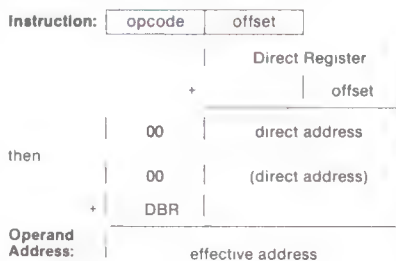 Instruction: opcode offset
Direct Register
+ offset
00 direct address
then
00 (direct address)
+ DBR
Operand
Address: effective address